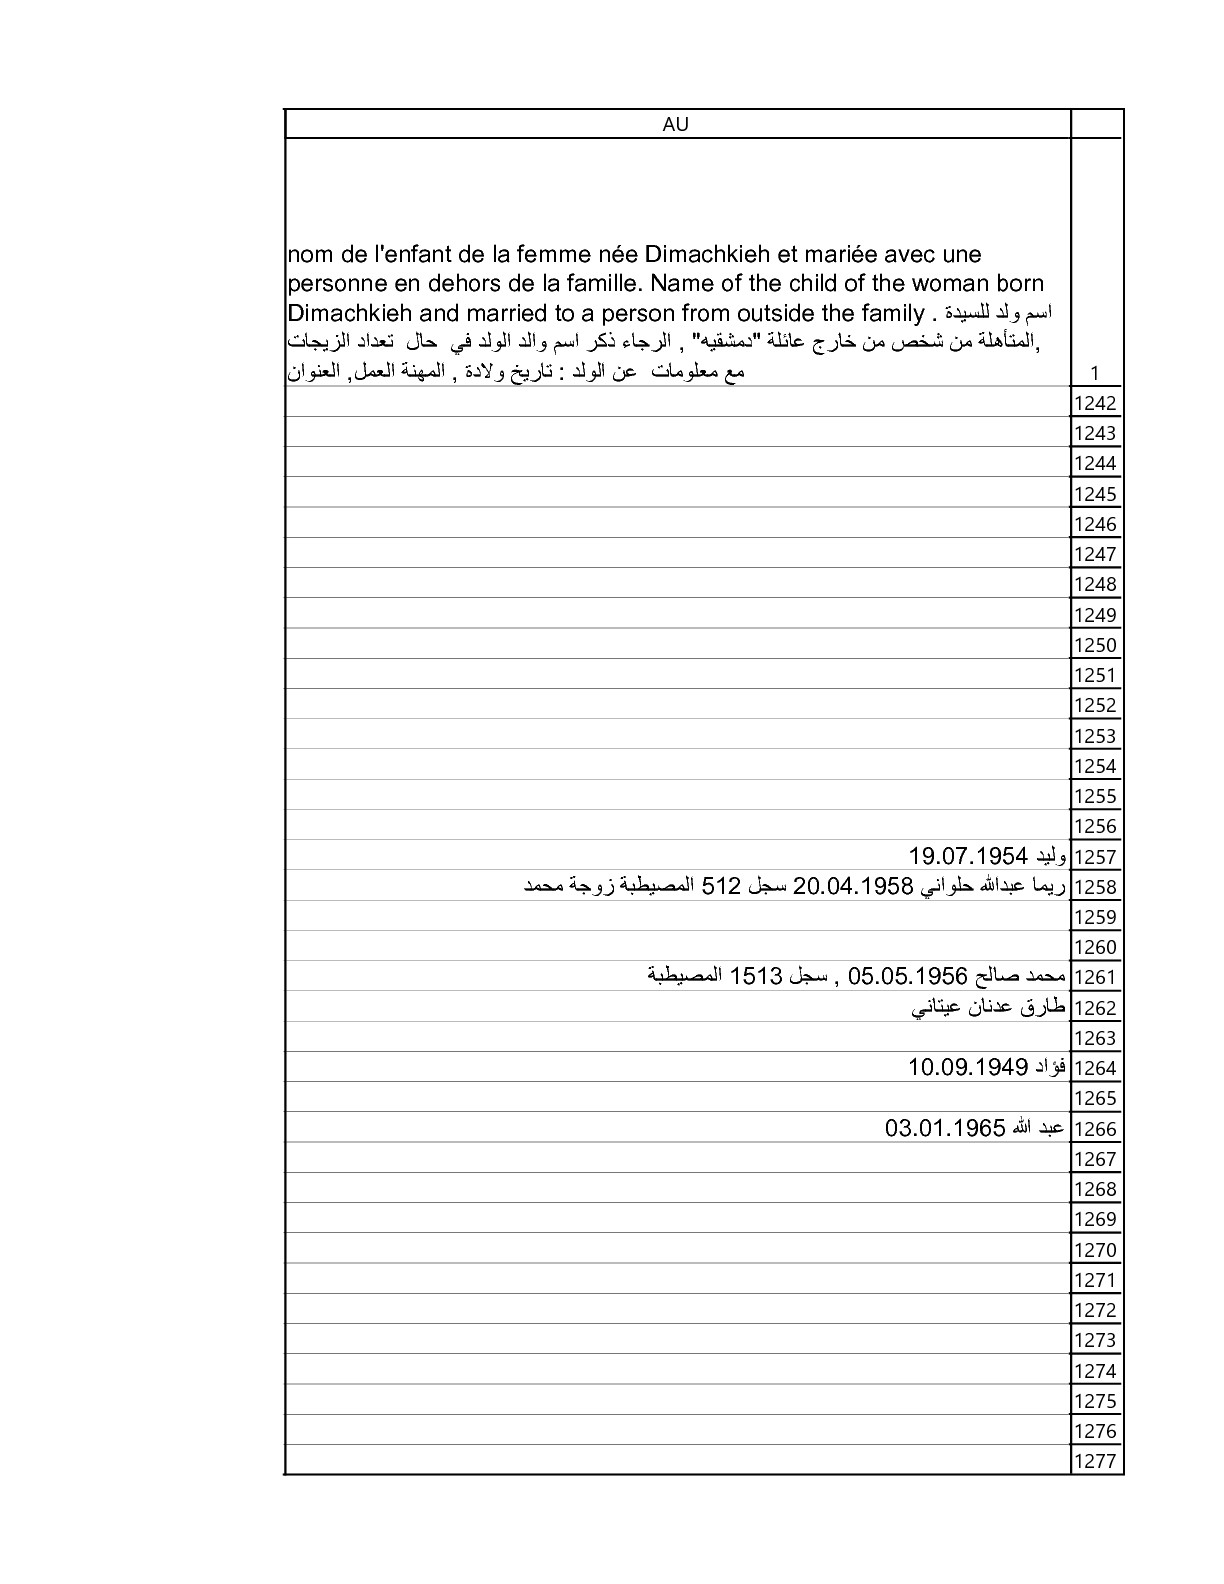 AU
nom de l'enfant de la femme née Dimachkieh et mariée avec une
personne en dehors de la famille. Name of the child of the woman born
Dimachkieh and married to a person from outside the family . اسم ولد للسيدة
المتأهلة من شخص من خارج عائلة "دمشقيه" , الرجاء ذكر اسم والد الولد في حال تعداد الزيجات,
مع معلومات عن الولد : تاريخ ولادة , المهنة العمل, العنوان
1
1242
1243
1244
1245
1246
1247
1248
1249
1250
1251
1252
1253
1254
1255
1256
وليد 19.07.1954 1257
ريما عبدالله حلواني 20.04.1958 سجل 512 المصيطبة زوجة محمد 1258
1259
1260
محمد صالح 05.05.1956 , سجل 1513 المصيطبة 1261
طارق عدنان عيتاني 1262
1263
فؤاد 10.09.1949 1264
1265
عبد الله 03.01.1965 1266
1267
1268
1269
1270
1271
1272
1273
1274
1275
1276
1277